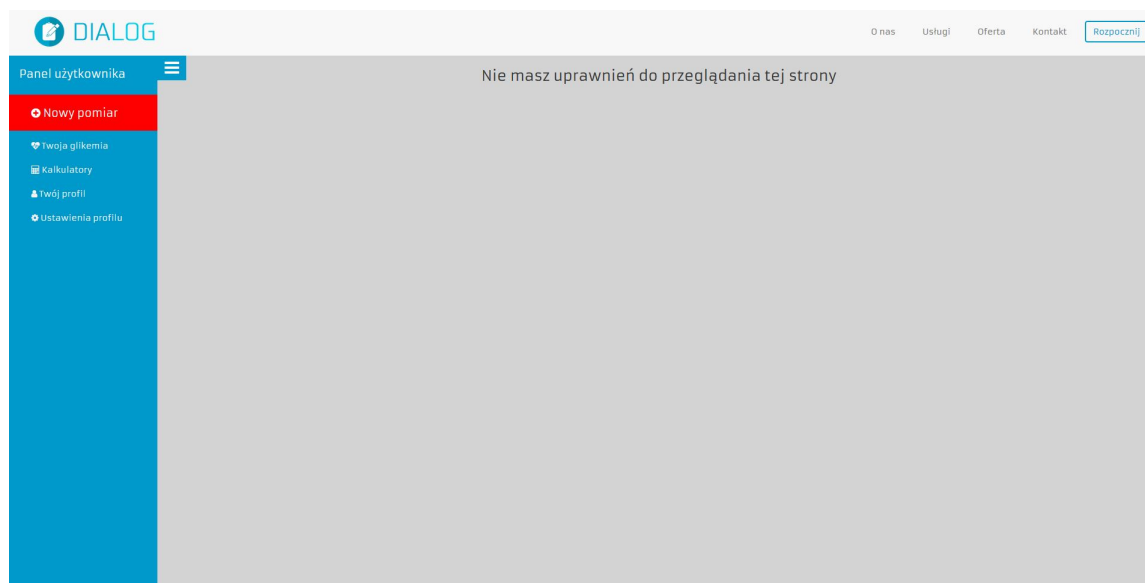 DIALOG
O nas Usługi Oferta Kontakt Rozpocznij
Panel użytkownika
Nie masz uprawnień do przeglądania tej strony
Nowy pomiar
Twoja glikemia
Kalkulatory
Twój profil
Ustawienia profilu